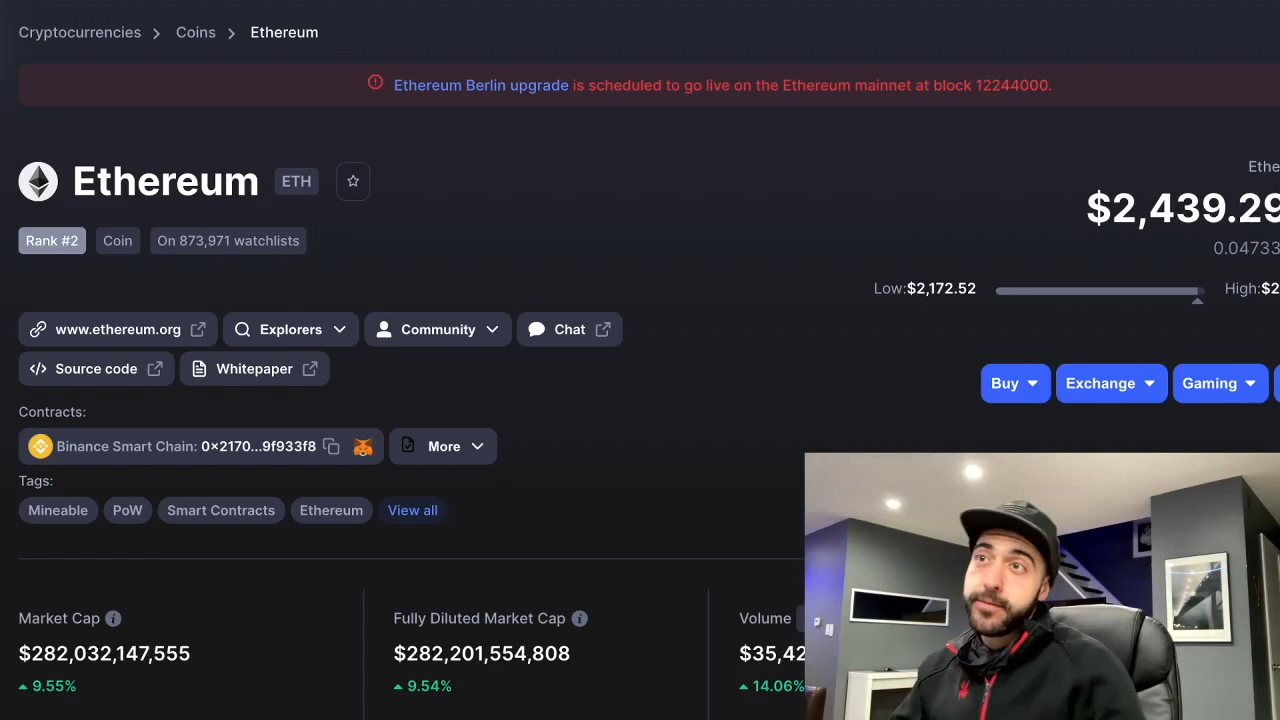 Cryptocurrencies > Coins > Ethereum
Ethereum Berlin upgrade is scheduled to go live on the Ethereum mainnet at block 12244000.
Ethereum ETH
Rank #2 Coin On 873,971 watchlists
$2,439.29
0.04733
Low:$2,172.52 High:$2
www.ethereum.org Explorers Community Chat
Source code Whitepaper
Buy Exchange Gaming
Contracts:
Binance Smart Chain: 0x2170...9f933f8 More
Tags:
Mineable PoW Smart Contracts Ethereum View all
Market Cap Fully Diluted Market Cap Volume
$282,032,147,555 $282,201,554,808 $35,42
9.55% 9.54% 14.06%